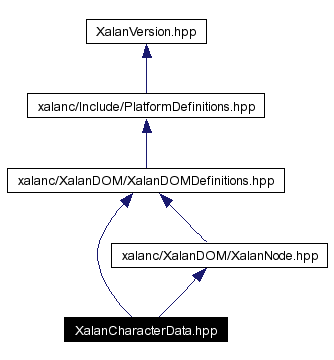 XalanVersion.hpp
xalanc/Include/PlatformDefinitions.hpp
xalanc/XalanDOM/XalanDOMDefinitions.hpp
xalanc/XalanDOM/XalanNode.hpp
XalanCharacterData.hpp